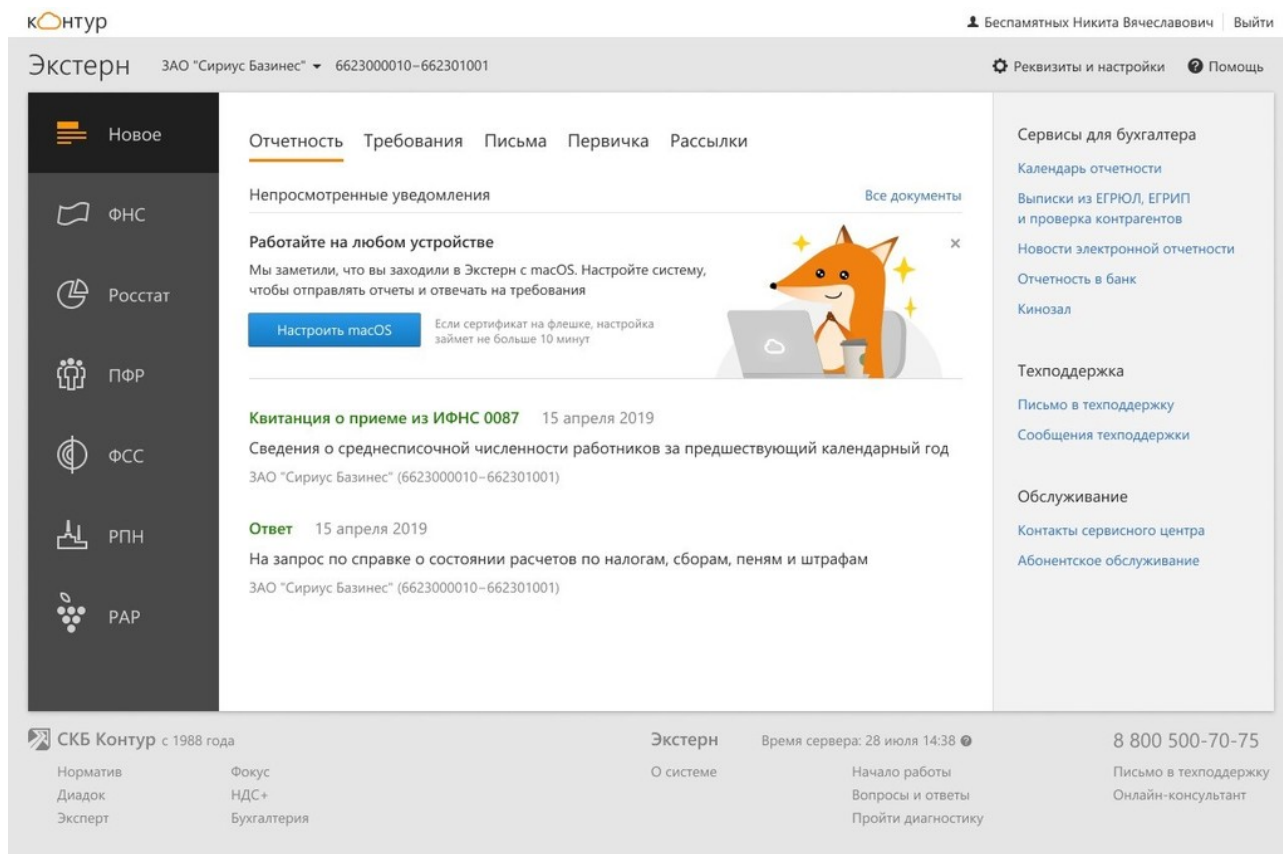 контур
Беспамятных Никита Вячеславович Выйти
Экстерн ЗАО "Сириус Базинес" 6623000010–662301001
Реквизиты и настройки Помощь
Новое
ФНС
Росстат
ПФР
ФСС
РПН
РАР
Отчетность Требования Письма Первичка Рассылки
Непросмотренные уведомления Все документы
Работайте на любом устройстве
Мы заметили, что вы заходили в Экстерн с macOS. Настройте систему,
чтобы отправлять отчеты и отвечать на требования
Настроить macOS
Если сертификат на флешке, настройка
займет не больше 10 минут
Квитанция о приеме из ИФНС 0087 15 апреля 2019
Сведения о среднесписочной численности работников за предшествующий календарный год
ЗАО "Сириус Базинес" (6623000010–662301001)
Ответ 15 апреля 2019
На запрос по справке о состоянии расчетов по налогам, сборам, пеням и штрафам
ЗАО "Сириус Базинес" (6623000010–662301001)
Сервисы для бухгалтера
Календарь отчетности
Выписки из ЕГРЮЛ, ЕГРИП
и проверка контрагентов
Новости электронной отчетности
Отчетность в банк
Кинозал
Техподдержка
Письмо в техподдержку
Сообщения техподдержки
Обслуживание
Контакты сервисного центра
Абонентское обслуживание
СКБ Контур с 1988 года
Норматив Фокус
Диадок НДС+
Эксперт Бухгалтерия
Экстерн Время сервера: 28 июля 14:38
О системе Начало работы
Вопросы и ответы
Пройти диагностику
8 800 500-70-75
Письмо в техподдержку
Онлайн-консультант